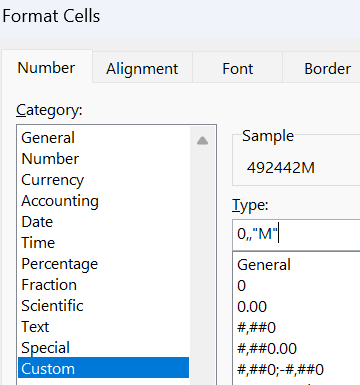 Format Cells
Number Alignment Font Border
Category:
General
Number
Currency
Accounting
Date
Time
Percentage
Fraction
Scientific
Text
Special
Custom
Sample
492442M
Type:
0,,"M"
General
0
0.00
#,##0
#,##0.00
#,##0;-#,##0